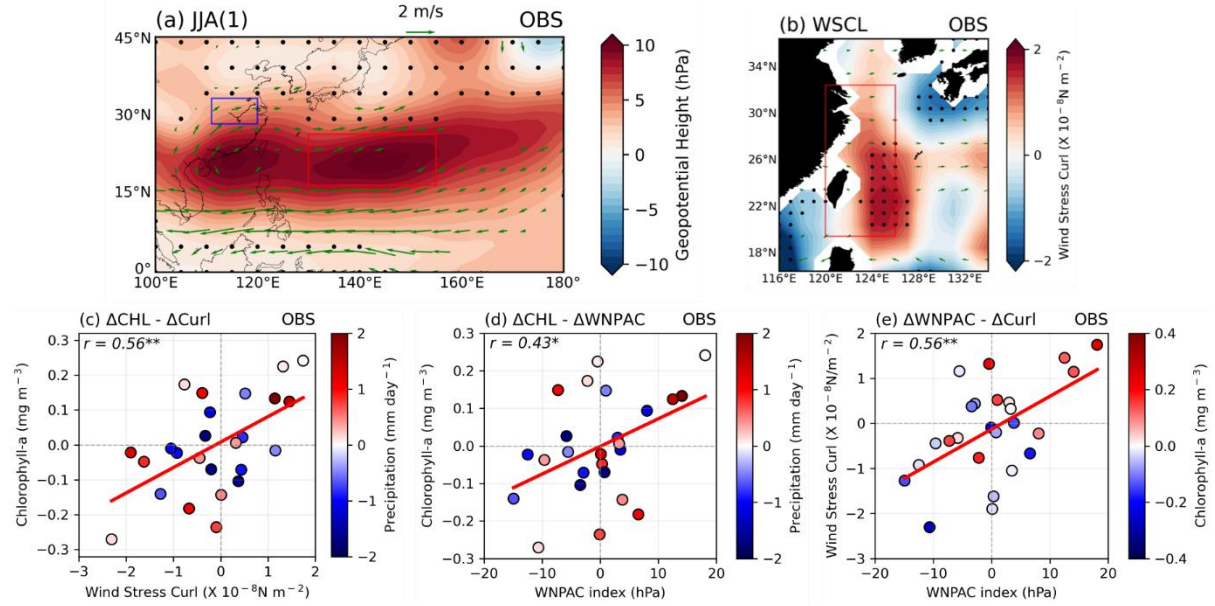 (a) JJA(1)
2 m/s
OBS
45°N
30°N
15°N
0°
100°E
120°E
140°E
160°E
180°
10
5
0
−5
−10
Geopotential Height (hPa)
(b) WSCL
OBS
34°N
32°N
30°N
28°N
26°N
24°N
22°N
20°N
18°N
116°E
120°E
124°E
128°E
132°E
2
0
−2
Wind Stress Curl (X 10⁻⁸N m⁻²)
(c) ΔCHL - ΔCurl
OBS
r = 0.56**
Chlorophyll-a (mg m⁻³)
0.3
0.2
0.1
0.0
−0.1
−0.2
−0.3
−3
−2
−1
0
1
2
Wind Stress Curl (X 10⁻⁸N m⁻²)
2
1
0
−1
−2
Precipitation (mm day⁻¹)
(d) ΔCHL - ΔWNPAC
OBS
r = 0.43*
Chlorophyll-a (mg m⁻³)
0.3
0.2
0.1
0.0
−0.1
−0.2
−0.3
−20
−10
0
10
20
WNPAC index (hPa)
2
1
0
−1
−2
Precipitation (mm day⁻¹)
(e) ΔWNPAC - ΔCurl
OBS
r = 0.56**
Wind Stress Curl (X 10⁻⁸N/m⁻²)
2
1
0
−1
−2
−3
−20
−10
0
10
20
WNPAC index (hPa)
0.4
0.2
0.0
−0.2
−0.4
Chlorophyll-a (mg m⁻³)